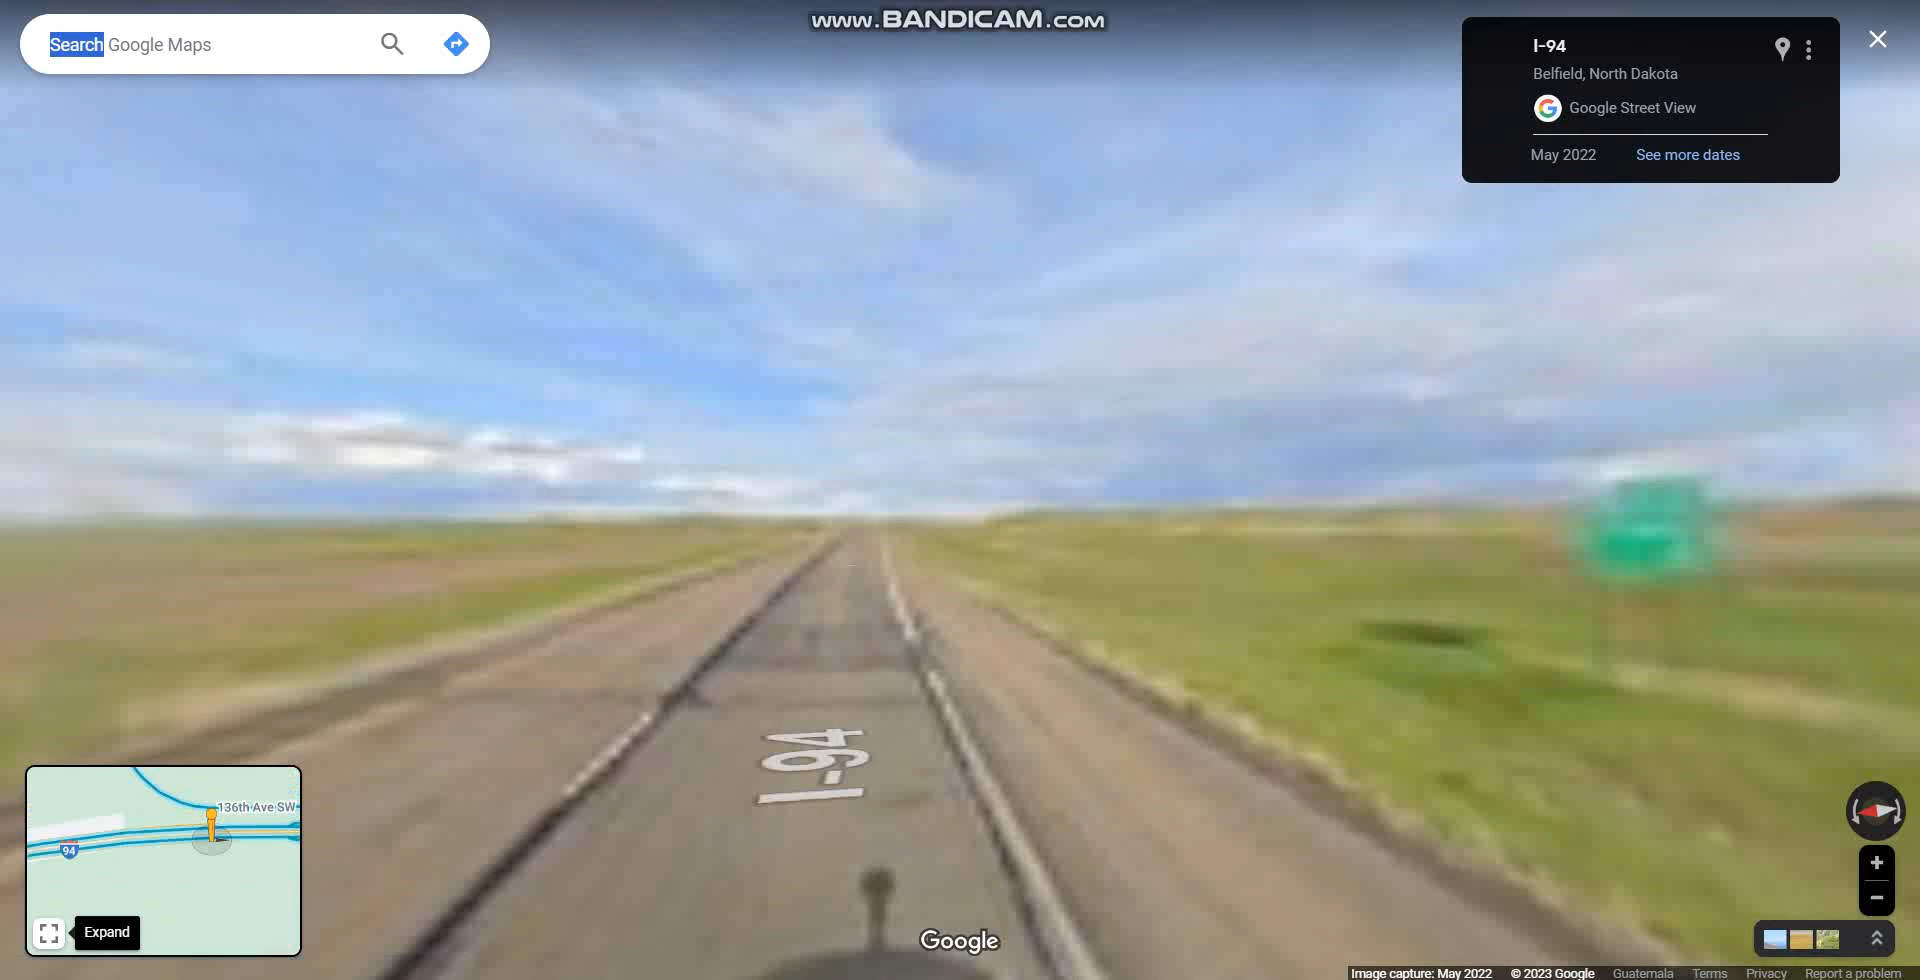 www.BANDICAM.com
Search Google Maps
I-94
Belfield, North Dakota
Google Street View
May 2022 See more dates
I-94
136th Ave SW
94
Expand
Google
Image capture: May 2022 © 2023 Google Guatemala Terms Privacy Report a problem